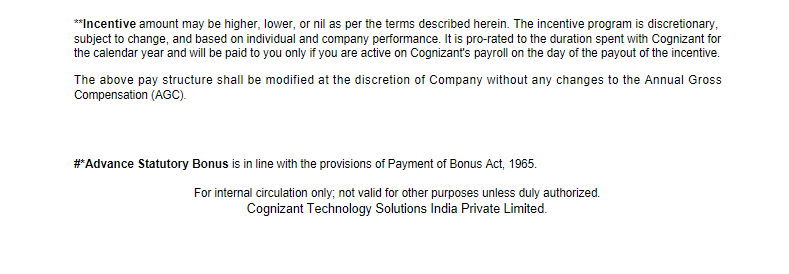 **Incentive amount may be higher, lower, or nil as per the terms described herein. The incentive program is discretionary,
subject to change, and based on individual and company performance. It is pro-rated to the duration spent with Cognizant for
the calendar year and will be paid to you only if you are active on Cognizant's payroll on the day of the payout of the incentive.
The above pay structure shall be modified at the discretion of Company without any changes to the Annual Gross
Compensation (AGC).
#*Advance Statutory Bonus is in line with the provisions of Payment of Bonus Act, 1965.
For internal circulation only; not valid for other purposes unless duly authorized.
Cognizant Technology Solutions India Private Limited.